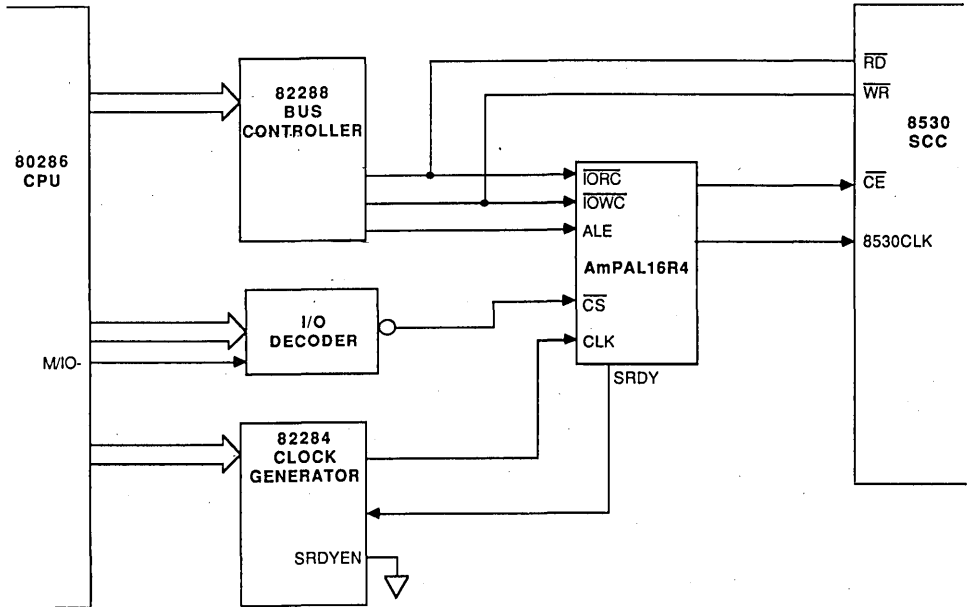 80286
CPU
M/IO-
82288
BUS
CONTROLLER
I/O
DECODER
82284
CLOCK
GENERATOR
SRDYEN
IORC
IOWC
ALE
AmPAL16R4
CS
CLK
SRDY
RD
WR
8530
SCC
CE
8530CLK